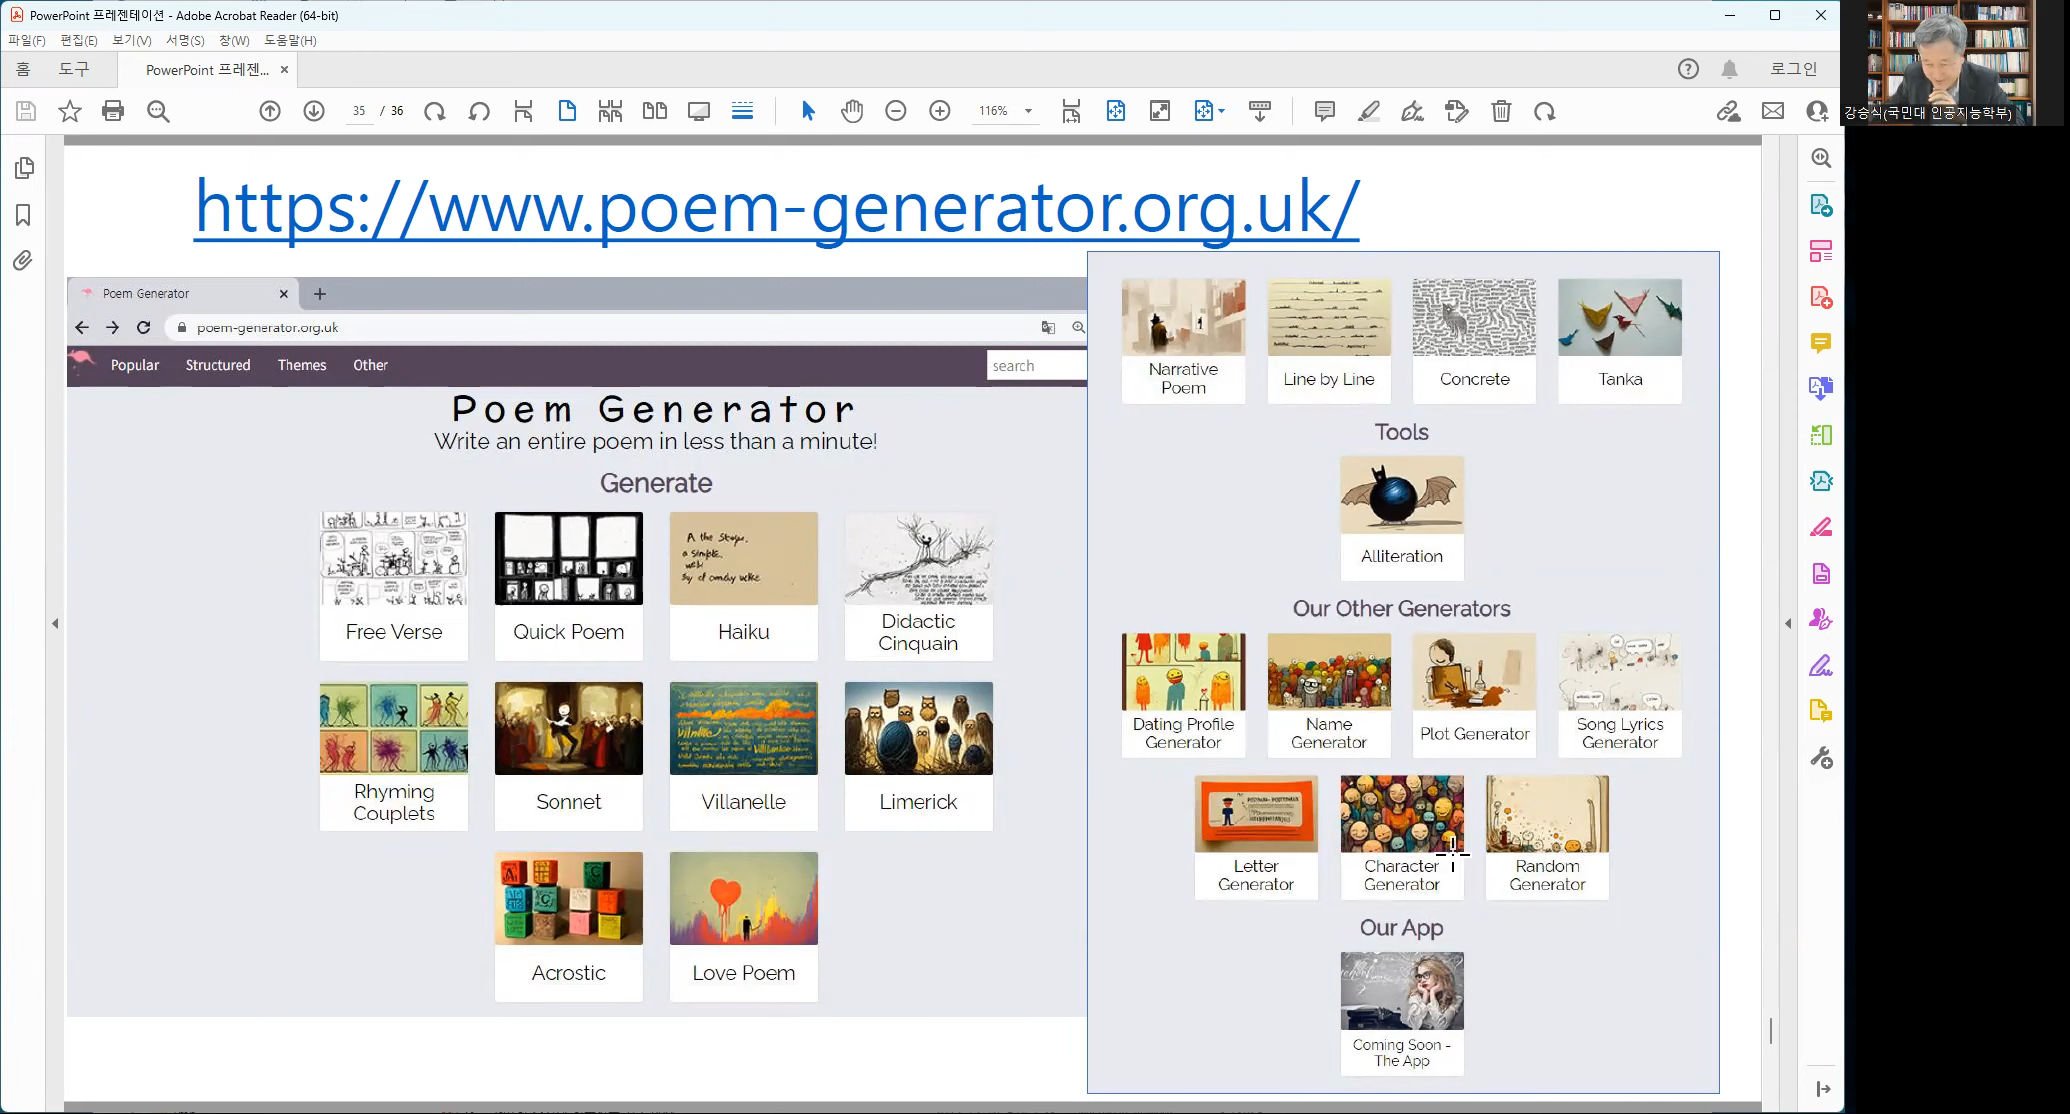 PowerPoint 프레젠테이션 - Adobe Acrobat Reader (64-bit)
파일(F) 편집(E) 보기(V) 서명(S) 창(W) 도움말(H)
홈 도구 PowerPoint 프레젠... 로그인
35 / 36 116%
강승식(국민대 인공지능학부)
https://www.poem-generator.org.uk/
Poem Generator
poem-generator.org.uk
Popular Structured Themes Other search
Poem Generator
Write an entire poem in less than a minute!
Generate
Free Verse
Quick Poem
Haiku
Didactic
Cinquain
Rhyming
Couplets
Sonnet
Villanelle
Limerick
Acrostic
Love Poem
Narrative
Poem
Line by Line
Concrete
Tanka
Tools
Alliteration
Our Other Generators
Dating Profile
Generator
Name
Generator
Plot Generator
Song Lyrics
Generator
Letter
Generator
Character
Generator
Random
Generator
Our App
Coming Soon -
The App